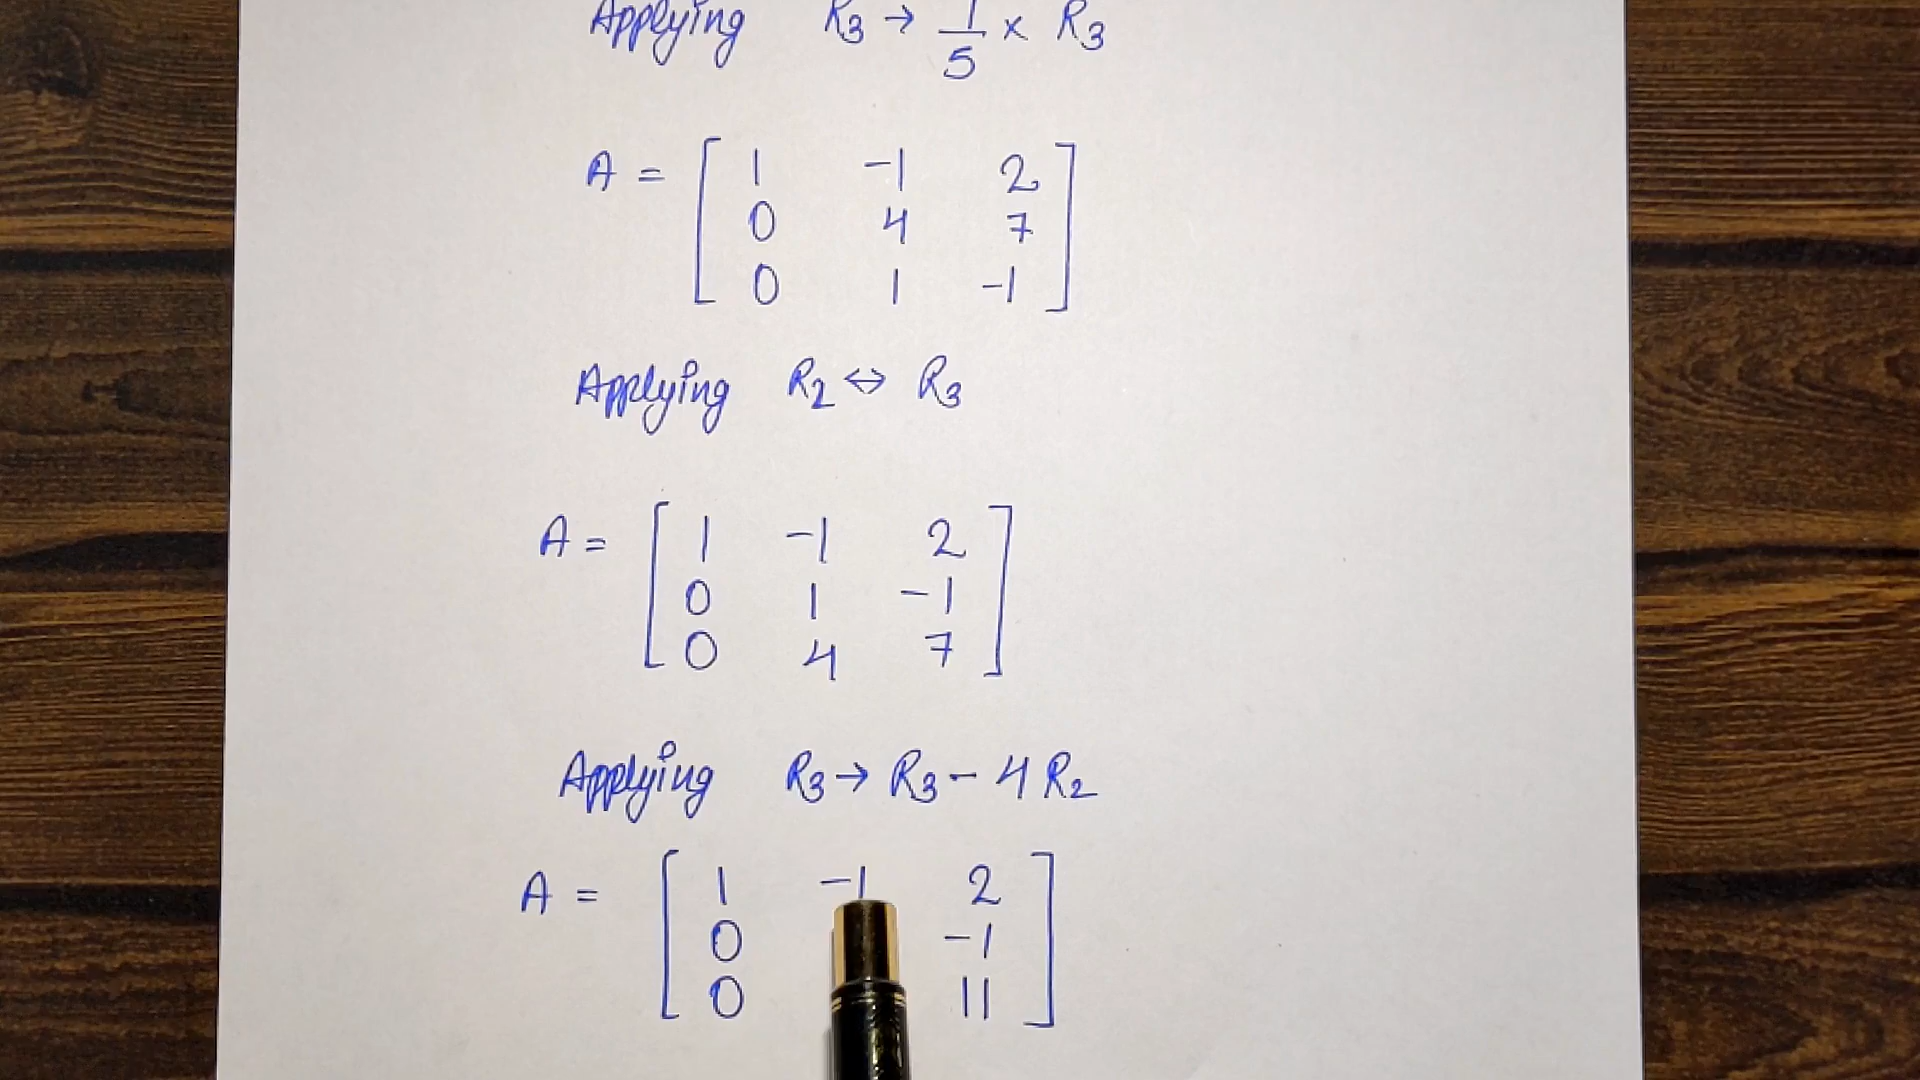 Applying R3 → 1/5 × R3
A = [ 1 -1 2
0 4 7
0 1 -1 ]
Applying R2 ⇔ R3
A = [ 1 -1 2
0 1 -1
0 4 7 ]
Applying R3 → R3 - 4 R2
A = [ 1 -1 2
0 -1
0 11 ]